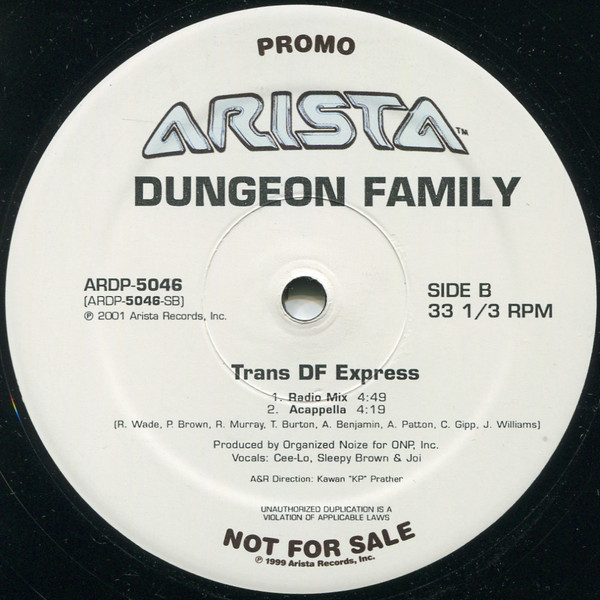 PROMO
ARISTA™
DUNGEON FAMILY
ARDP-5046
(ARDP-5046-SB)
℗ 2001 Arista Records, Inc.
SIDE B
33 1/3 RPM
Trans DF Express
1. Radio Mix 4:49
2. Acappella 4:19
(R. Wade, P. Brown, R. Murray, T. Burton, A. Benjamin, A. Patton, C. Gipp, J. Williams)
Produced by Organized Noize for ONP, Inc.
Vocals: Cee-Lo, Sleepy Brown & Joi
A&R Direction: Kawan "KP" Prather
UNAUTHORIZED DUPLICATION IS A
VIOLATION OF APPLICABLE LAWS
NOT FOR SALE
℗ 1999 Arista Records, Inc.